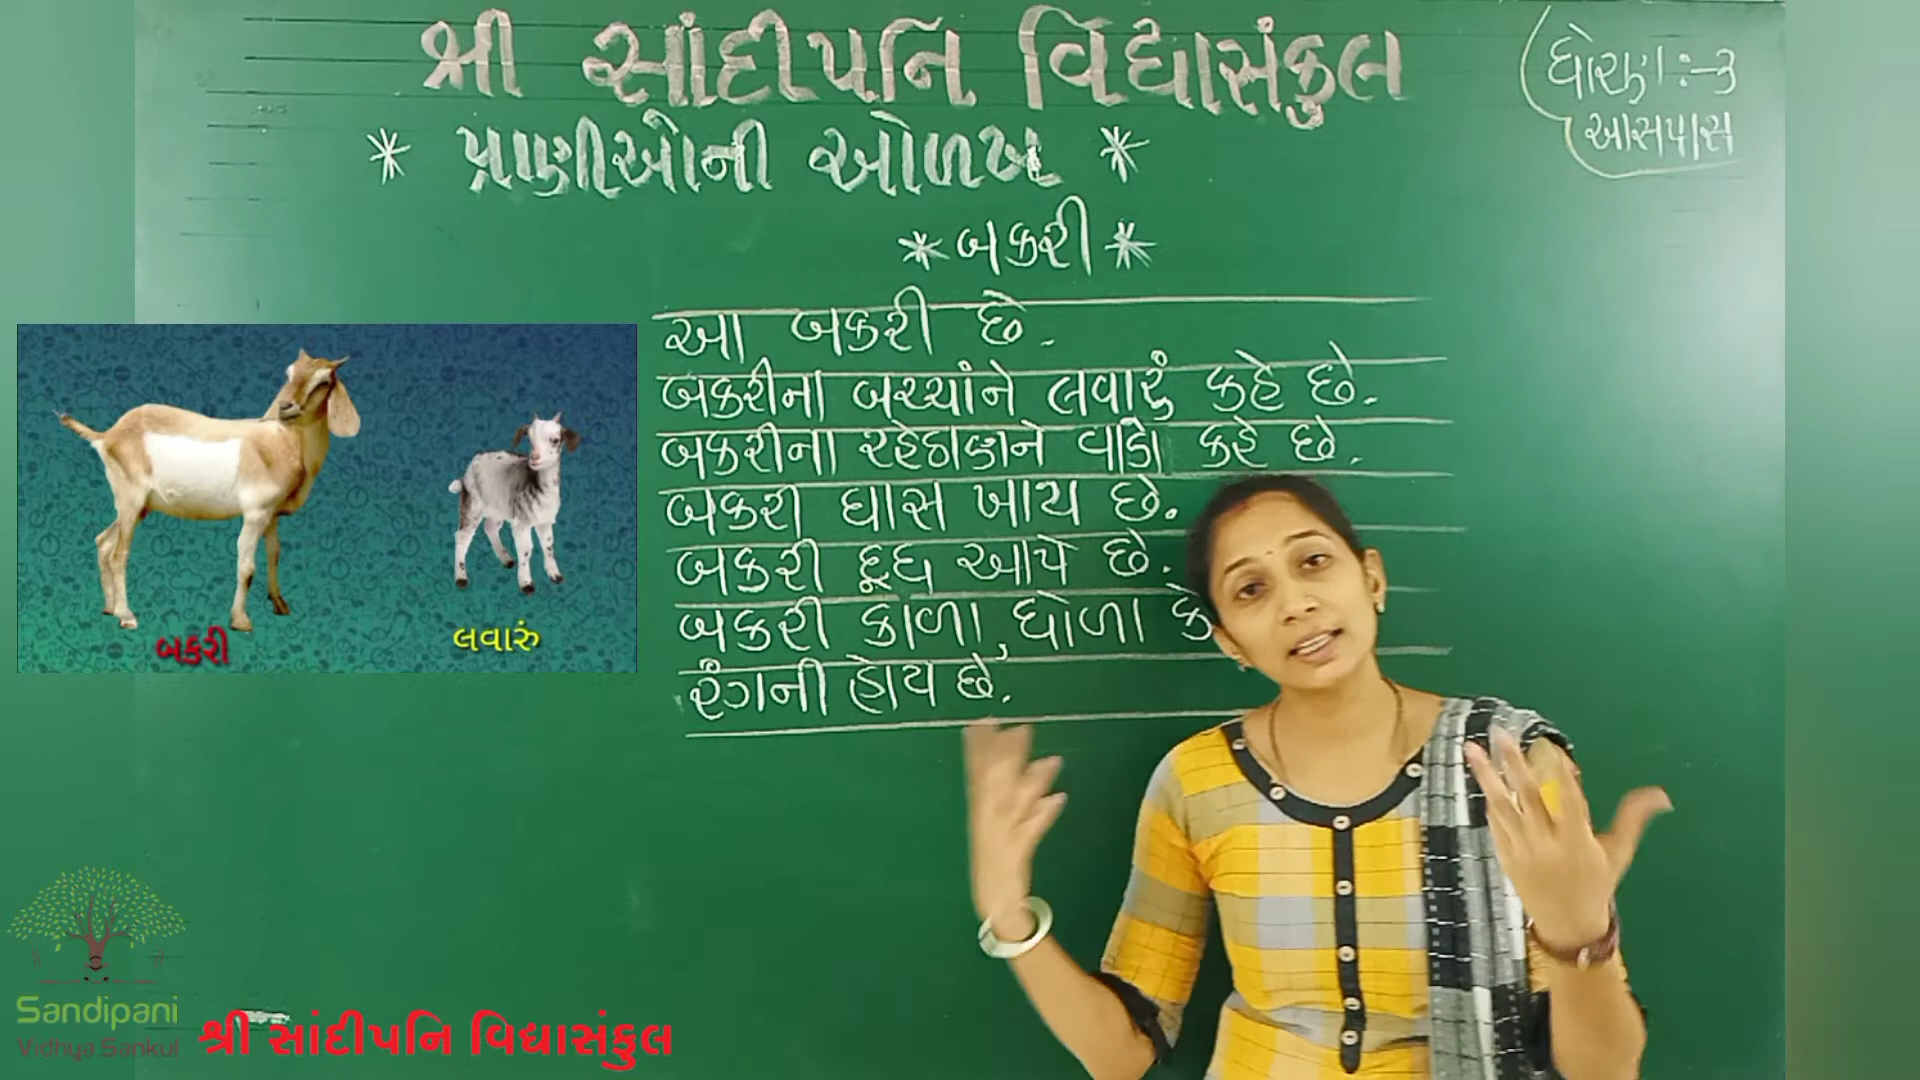 શ્રી સાંદીપનિ વિદ્યાસંકુલ
ધોરણ :- ૩
આસપાસ
* પ્રાણીઓની ઓળખ *
* બકરી *
આ બકરી છે.
બકરીના બચ્ચાંને લવારું કહે છે.
બકરીના રહેઠાણને વાડો કહે છે.
બકરી ઘાસ ખાય છે.
બકરી દૂધ આપે છે.
બકરી કાળા, ધોળા કે
રંગની હોય છે.
બકરી
લવારું
Sandipani
Vidhya Sankul
શ્રી સાંદીપનિ વિદ્યાસંકુલ